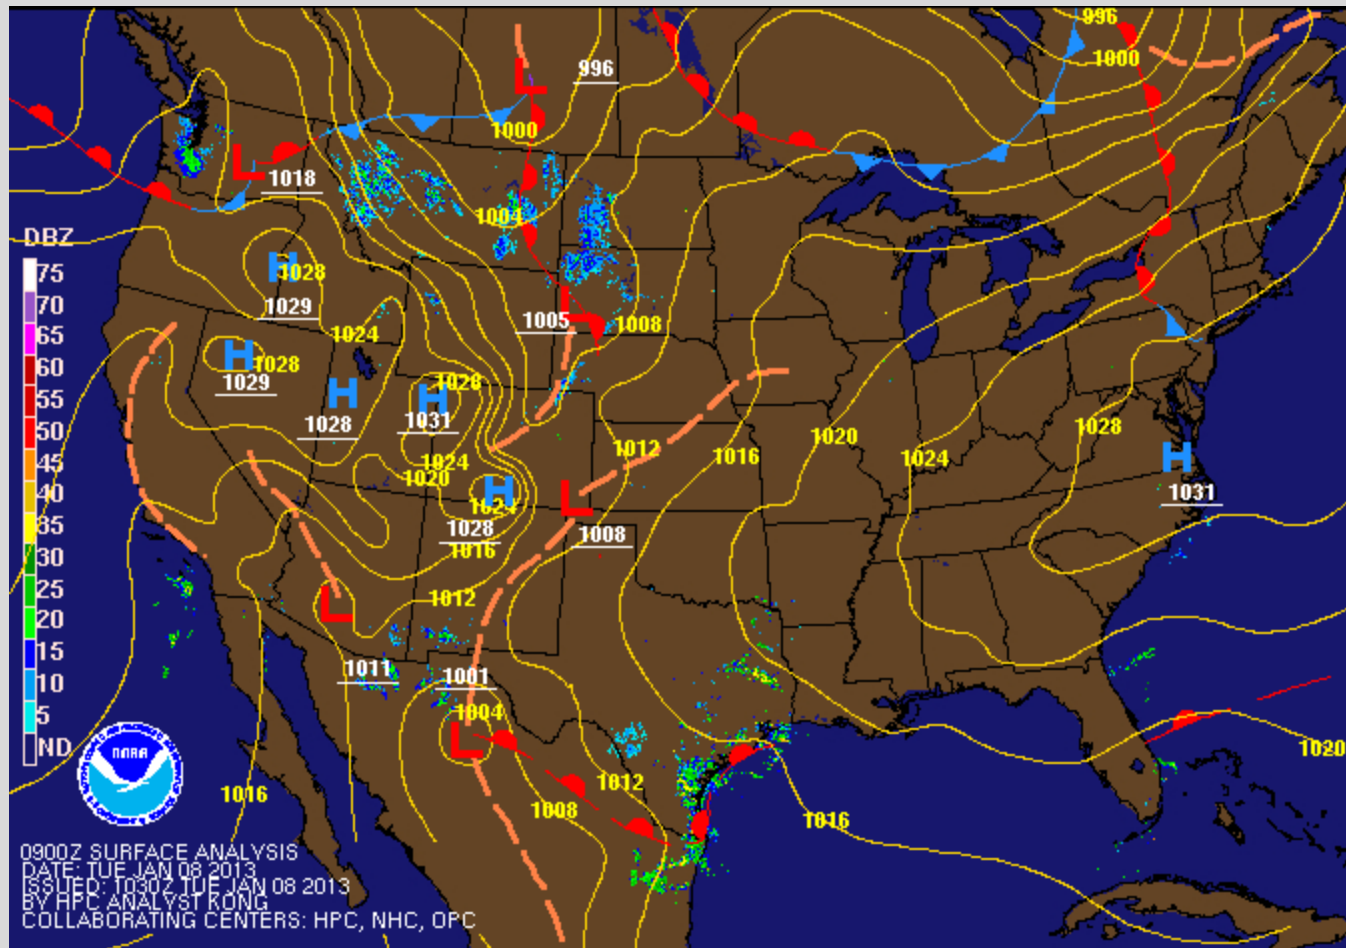 996
1000
996
1000
1018
1004
DBZ
75
70
65
60
55
50
45
40
35
30
25
20
15
10
5
ND
H
1028
1029
1024
1005
1008
H
1028
1029
H
1028
H
1028
1031
1024
1020
H
1024
1028
1016
1012
1012
1016
1020
1024
1028
H
1031
L
1008
L
1011
1001
1004
L
1012
1008
1016
1016
1020
L
L
L
NOAA
0900Z SURFACE ANALYSIS
DATE: TUE JAN 08 2013
ISSUED: 1030Z TUE JAN 08 2013
BY HPC ANALYST KONG
COLLABORATING CENTERS: HPC, NHC, OPC